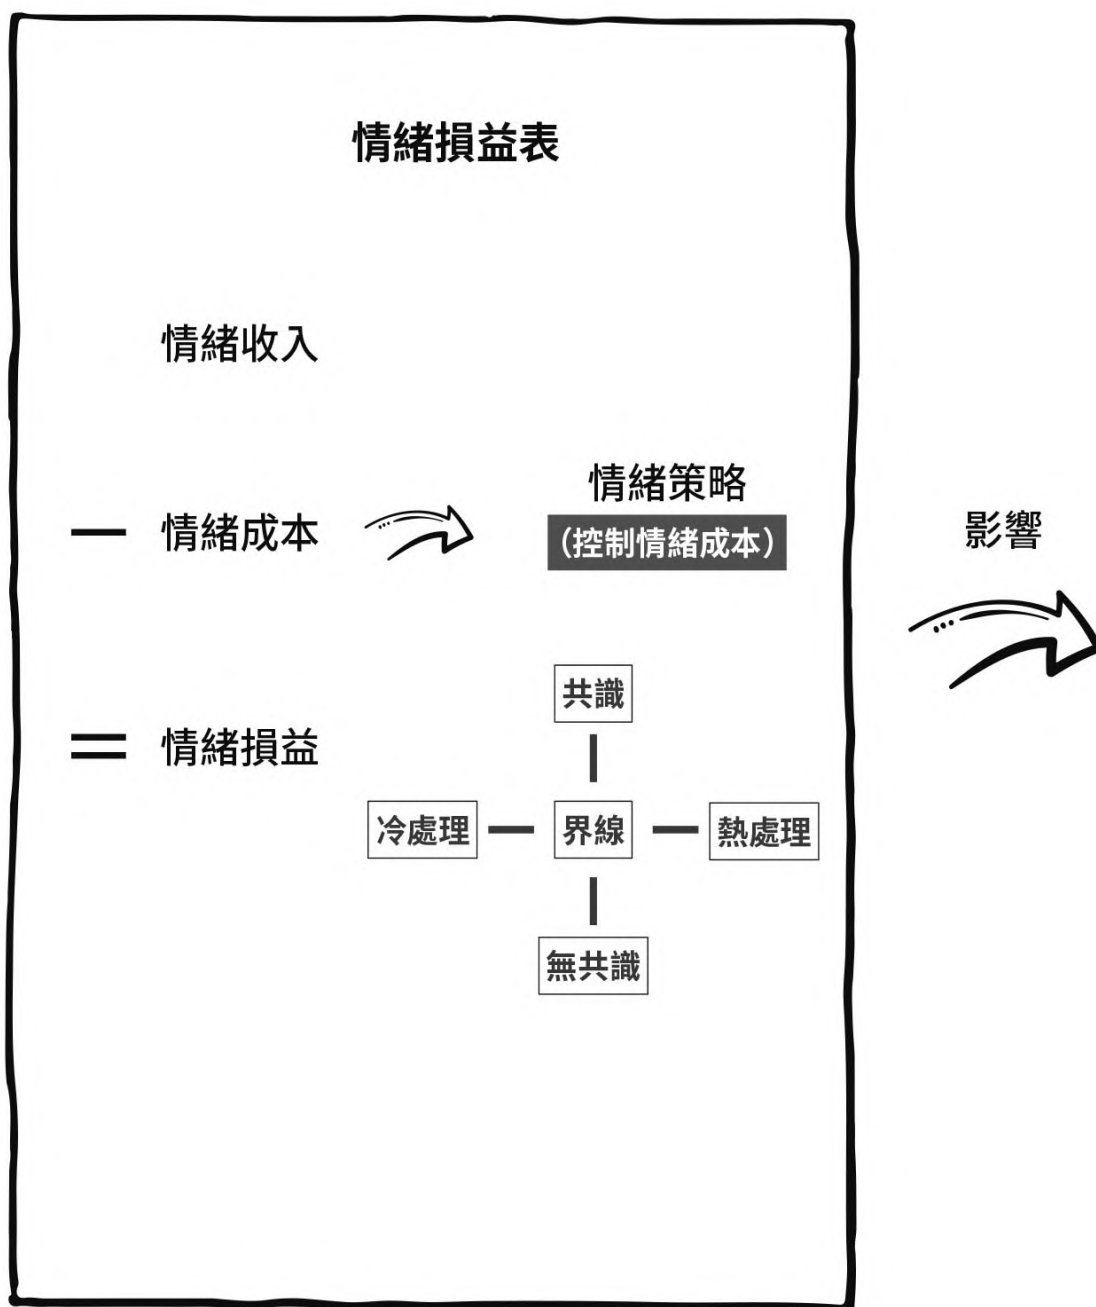 情緒損益表
情緒收入
情緒策略
— 情緒成本
（控制情緒成本）
影響
共識
= 情緒損益
冷處理 — 界線 — 熱處理
無共識